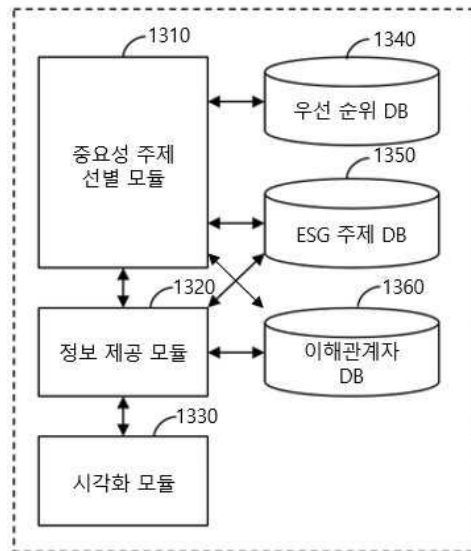 1310
중요성 주제
선별 모듈
1340
우선 순위 DB
1350
ESG 주제 DB
1320
정보 제공 모듈
1360
이해관계자
DB
1330
시각화 모듈